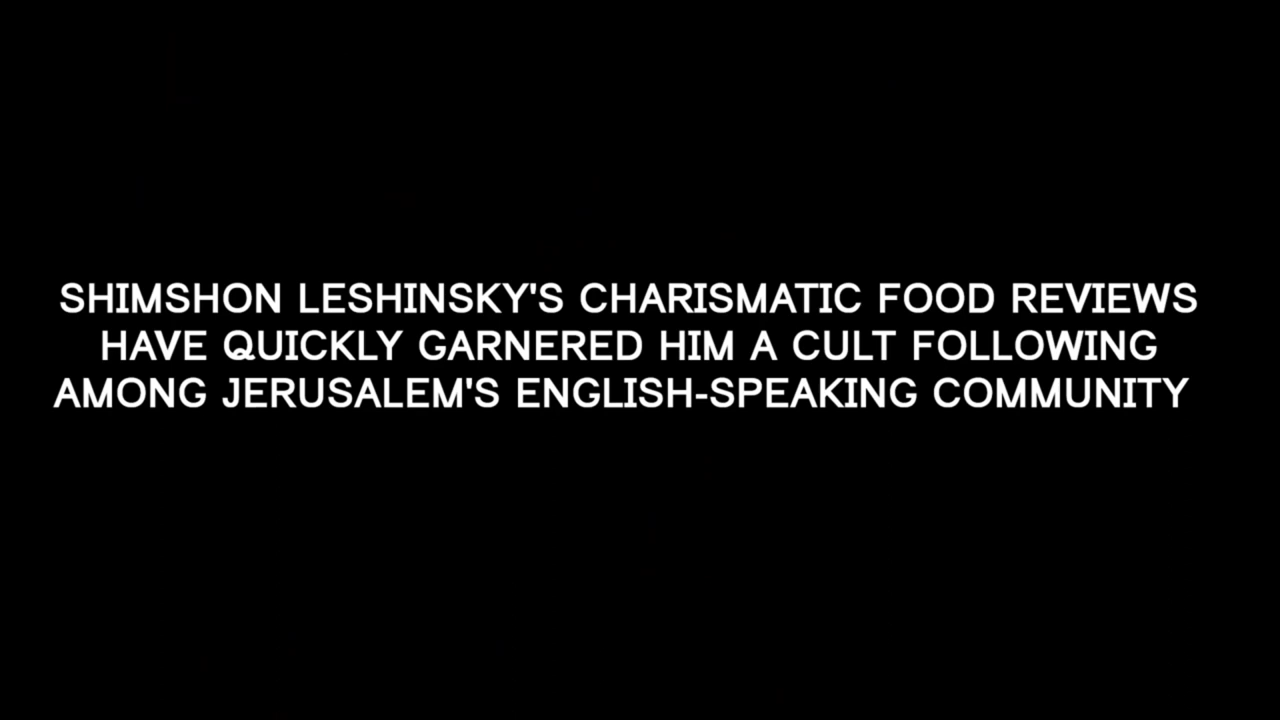 SHIMSHON LESHINSKY'S CHARISMATIC FOOD REVIEWS
HAVE QUICKLY GARNERED HIM A CULT FOLLOWING
AMONG JERUSALEM'S ENGLISH-SPEAKING COMMUNITY